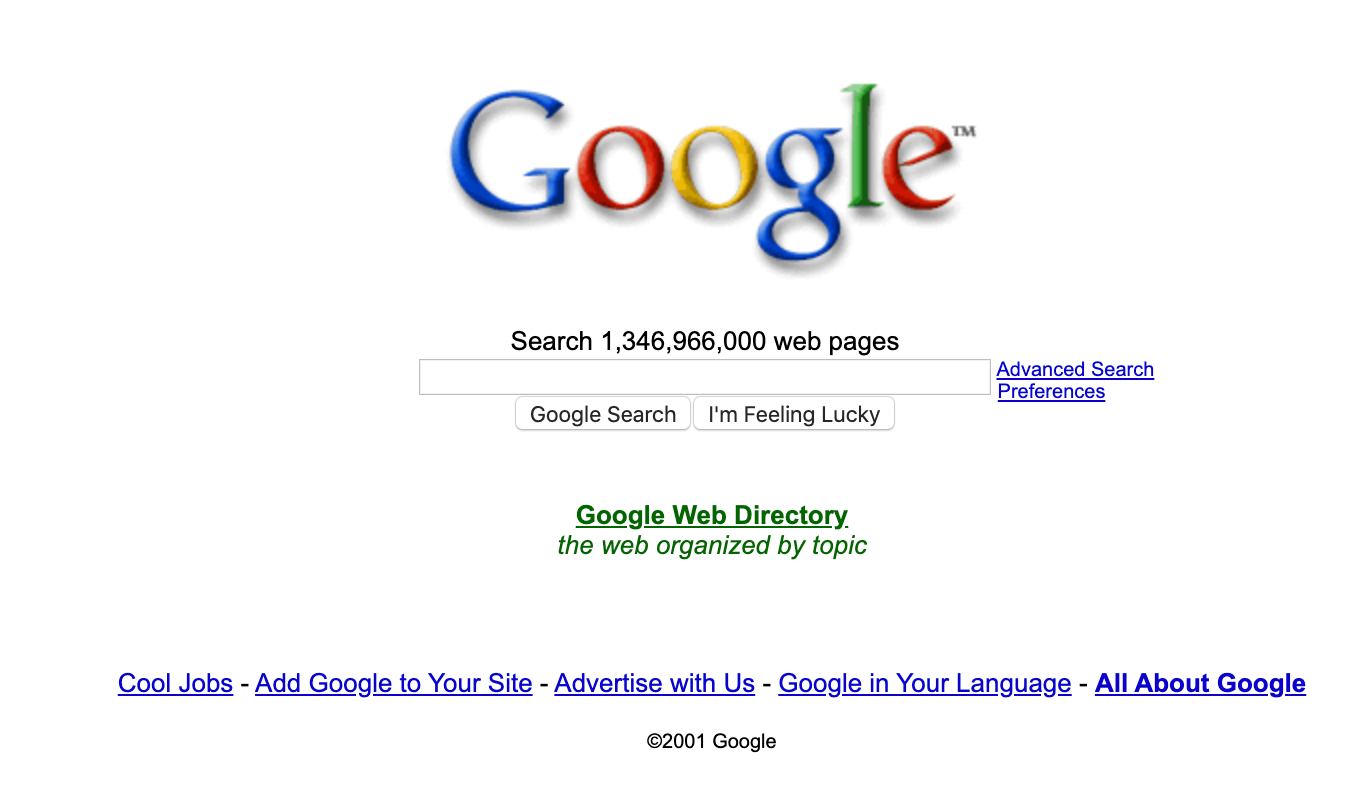 Google™
Search 1,346,966,000 web pages
Advanced Search
Preferences
Google Search I'm Feeling Lucky
Google Web Directory
the web organized by topic
Cool Jobs - Add Google to Your Site - Advertise with Us - Google in Your Language - All About Google
©2001 Google